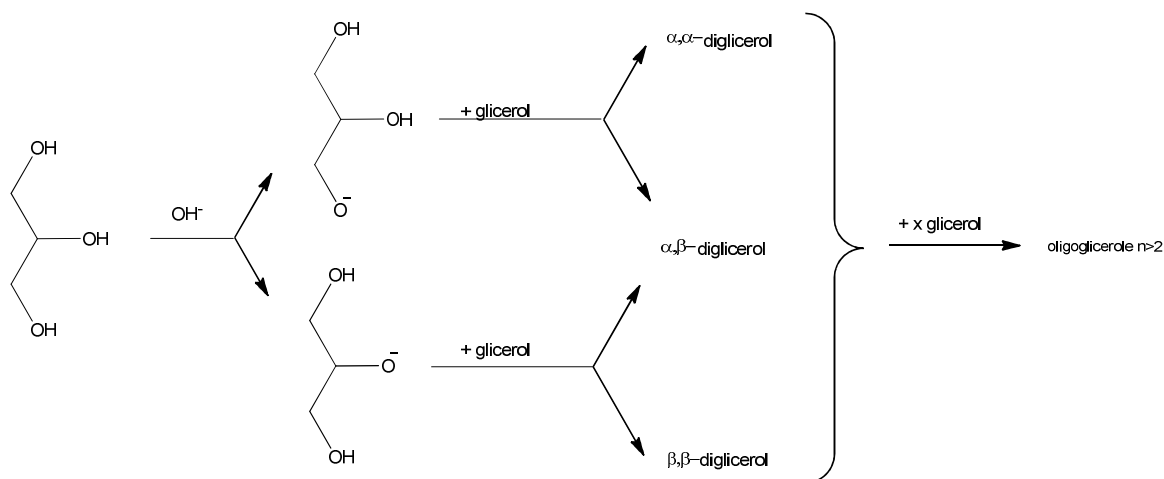 OH
OH
OH
OH⁻
OH
OH
O⁻
+ glicerol
α,α−diglicerol
α,β−diglicerol
OH
O⁻
OH
+ glicerol
β,β−diglicerol
+ x glicerol
oligoglicerole n>2